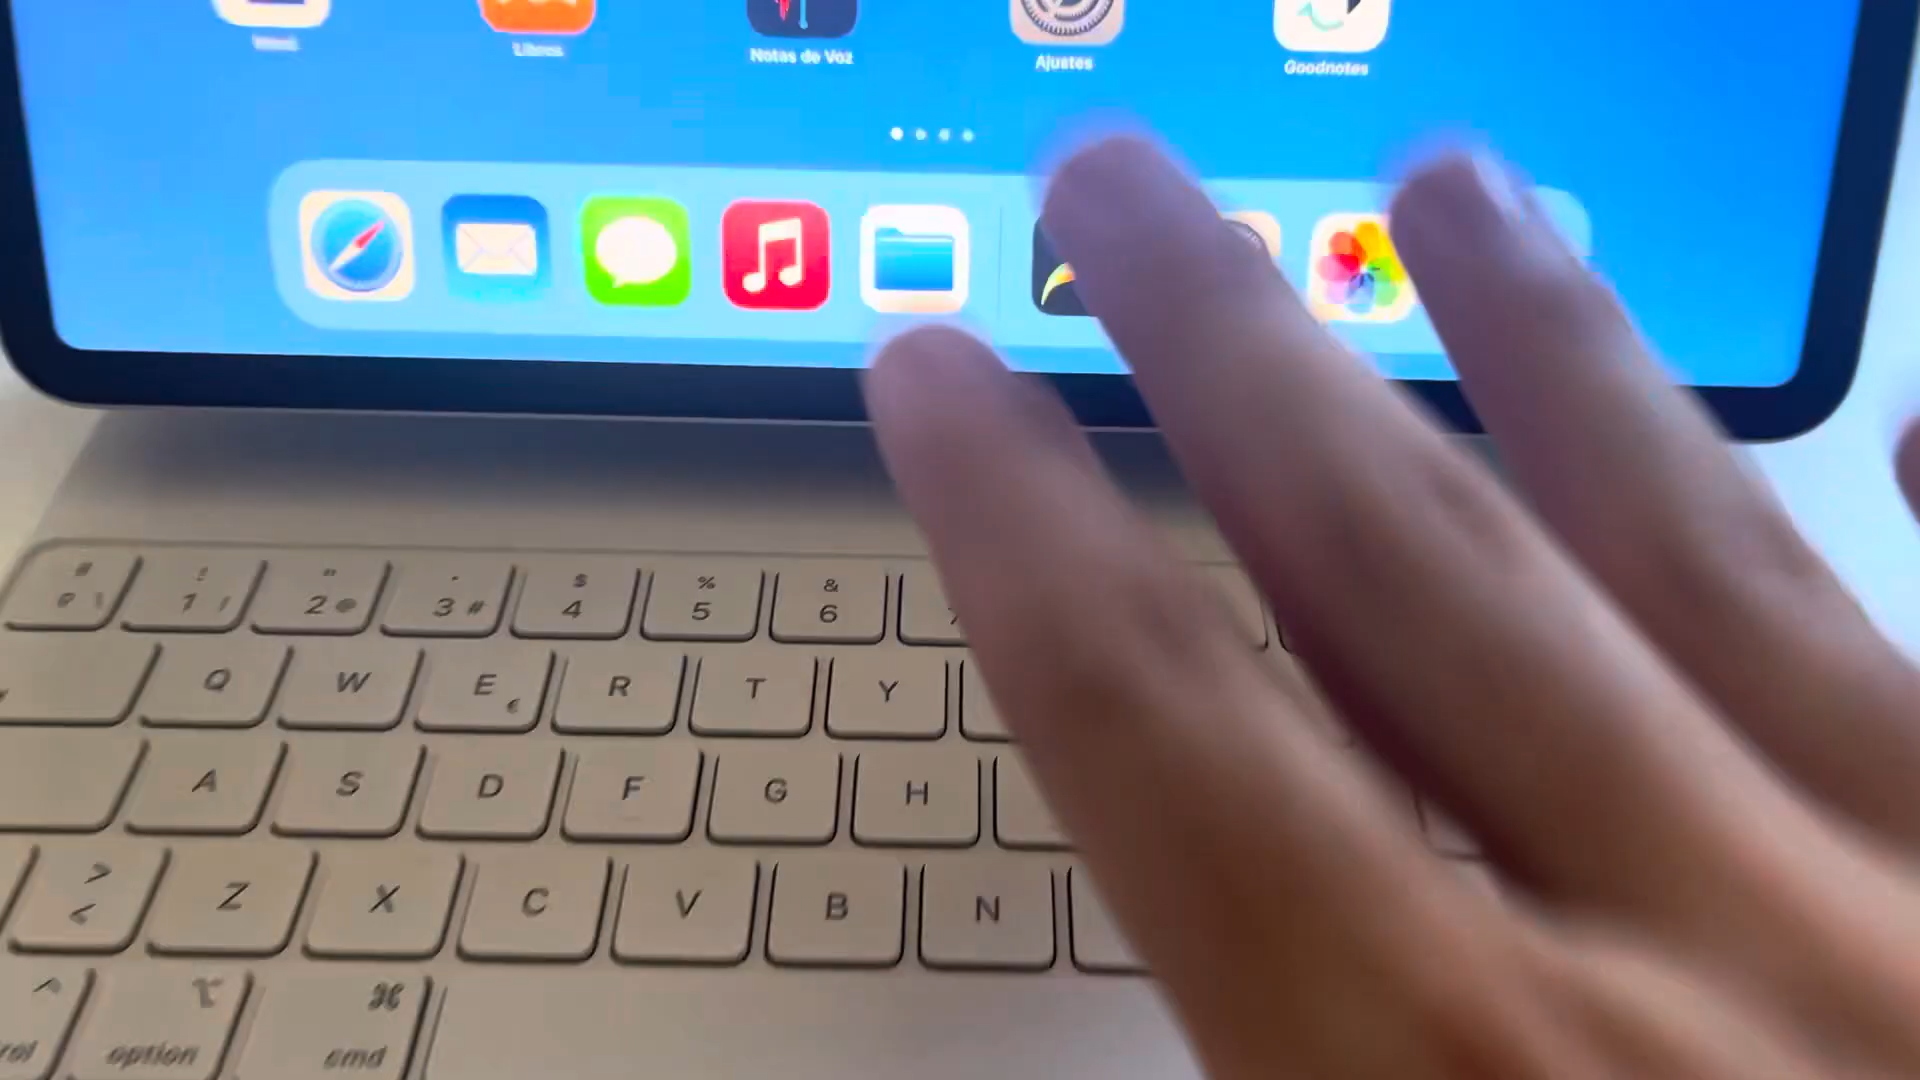 Libros
Notas de Voz
Ajustes
Goodnotes
! " · $ % &
1 2 @ 3 # 4 5 6
Q W E € R T Y
A S D F G H
>
< Z X C V B N
^ ⌥ ⌘
option cmd